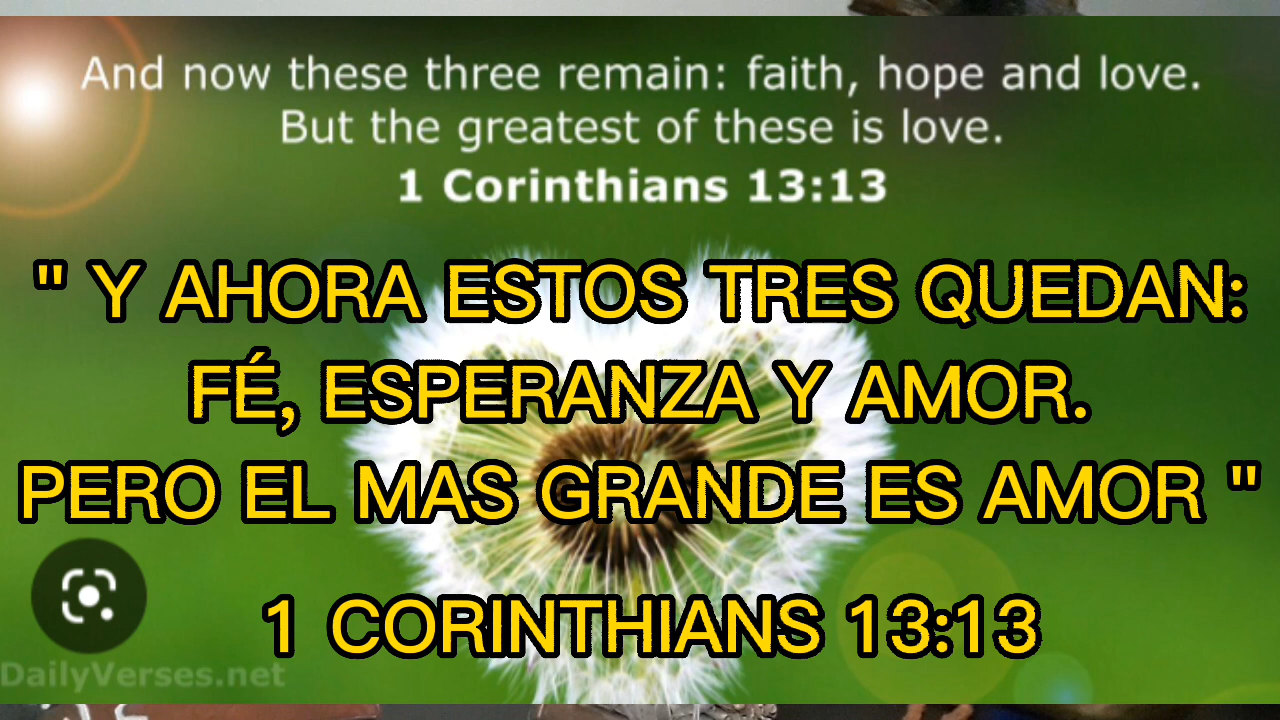 And now these three remain: faith, hope and love.
But the greatest of these is love.
1 Corinthians 13:13
" Y AHORA ESTOS TRES QUEDAN:
FÉ, ESPERANZA Y AMOR.
PERO EL MAS GRANDE ES AMOR "
1 CORINTHIANS 13:13
DailyVerses.net